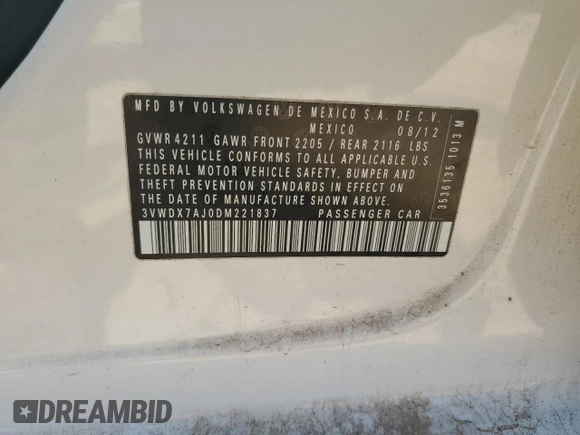 MFD BY VOLKSWAGEN DE MEXICO S.A. DE C.V.
MEXICO 08/12
GVWR 4211 GAWR FRONT 2205 / REAR 2116 LBS
THIS VEHICLE CONFORMS TO ALL APPLICABLE U.S.
FEDERAL MOTOR VEHICLE SAFETY, BUMPER AND
THEFT PREVENTION STANDARDS IN EFFECT ON
THE DATE OF MANUFACTURE SHOWN ABOVE.
3VWDX7AJ0DM221837 PASSENGER CAR
3536135 1013 M
DREAMBID